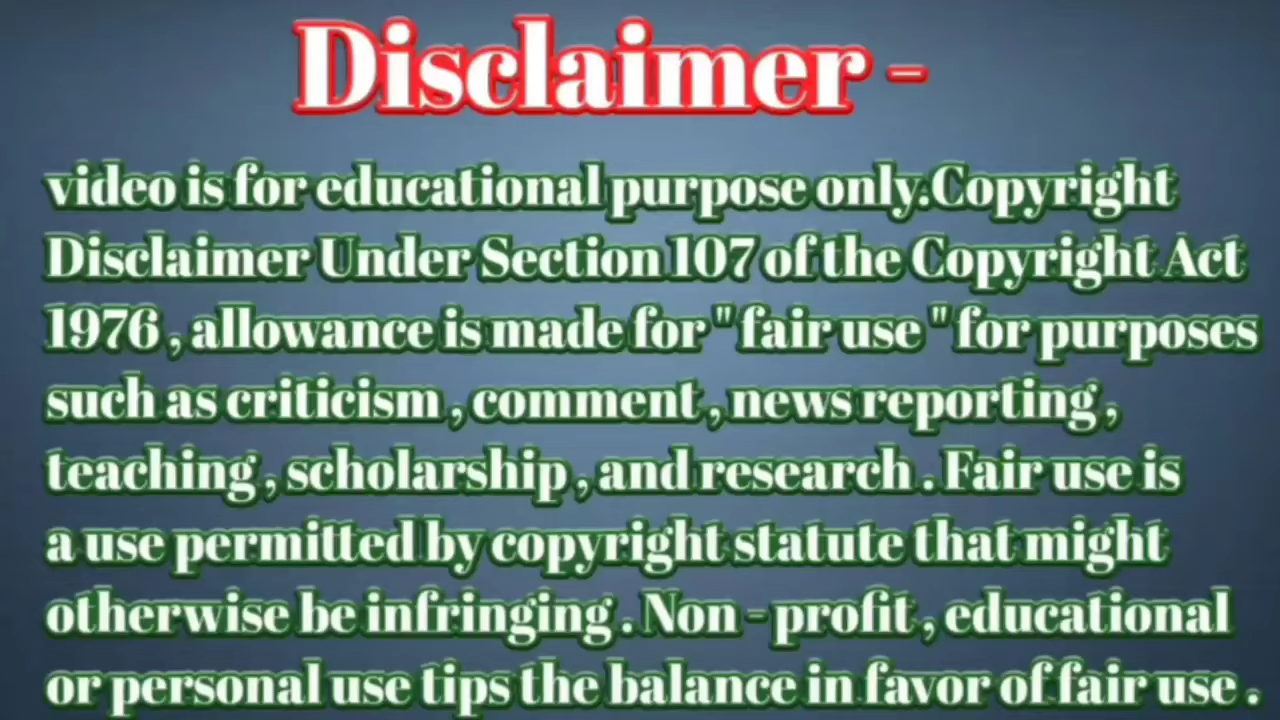 Disclaimer -
video is for educational purpose only.Copyright
Disclaimer Under Section 107 of the Copyright Act
1976 , allowance is made for " fair use " for purposes
such as criticism , comment , news reporting ,
teaching , scholarship , and research . Fair use is
a use permitted by copyright statute that might
otherwise be infringing . Non - profit , educational
or personal use tips the balance in favor of fair use .